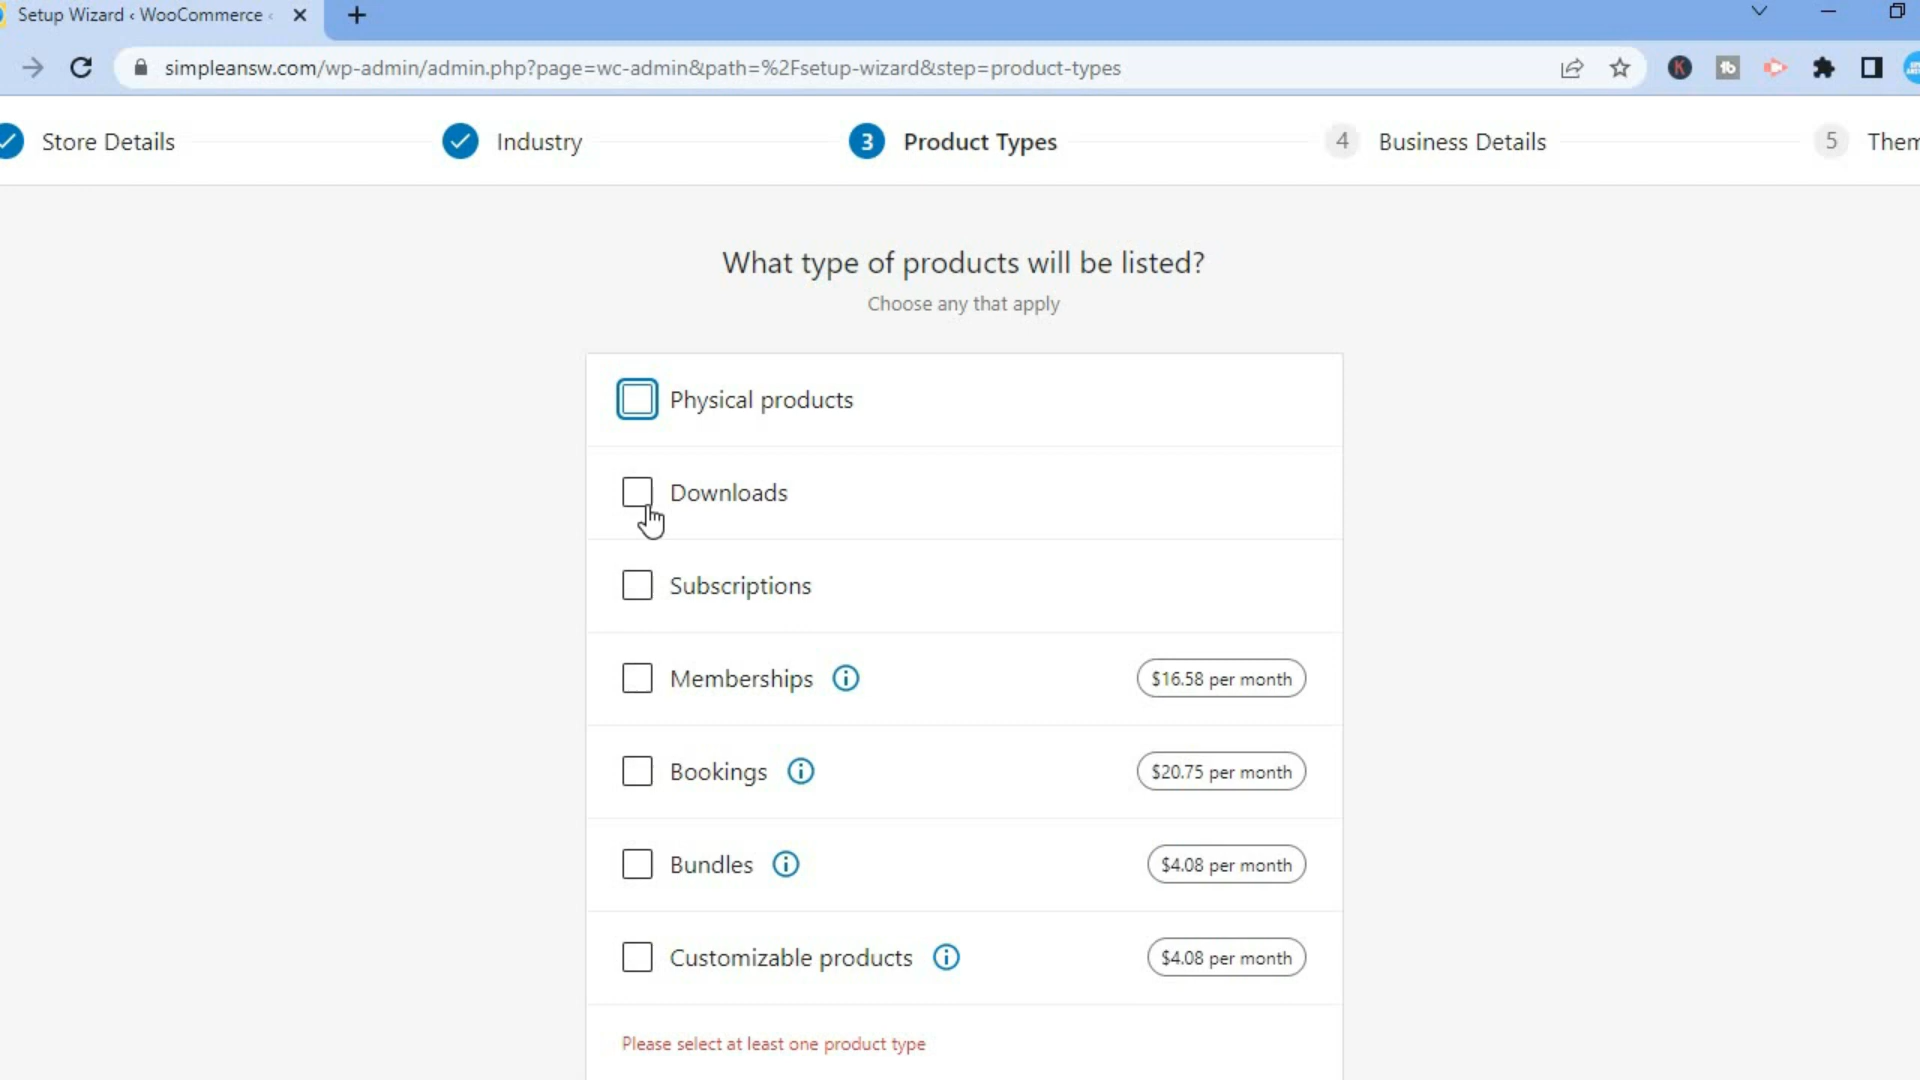 Setup Wizard ‹ WooCommerce ‹
simpleansw.com/wp-admin/admin.php?page=wc-admin&path=%2Fsetup-wizard&step=product-types
Store Details
Industry
3 Product Types
4 Business Details
5 Them
What type of products will be listed?
Choose any that apply
Physical products
Downloads
Subscriptions
Memberships $16.58 per month
Bookings $20.75 per month
Bundles $4.08 per month
Customizable products $4.08 per month
Please select at least one product type